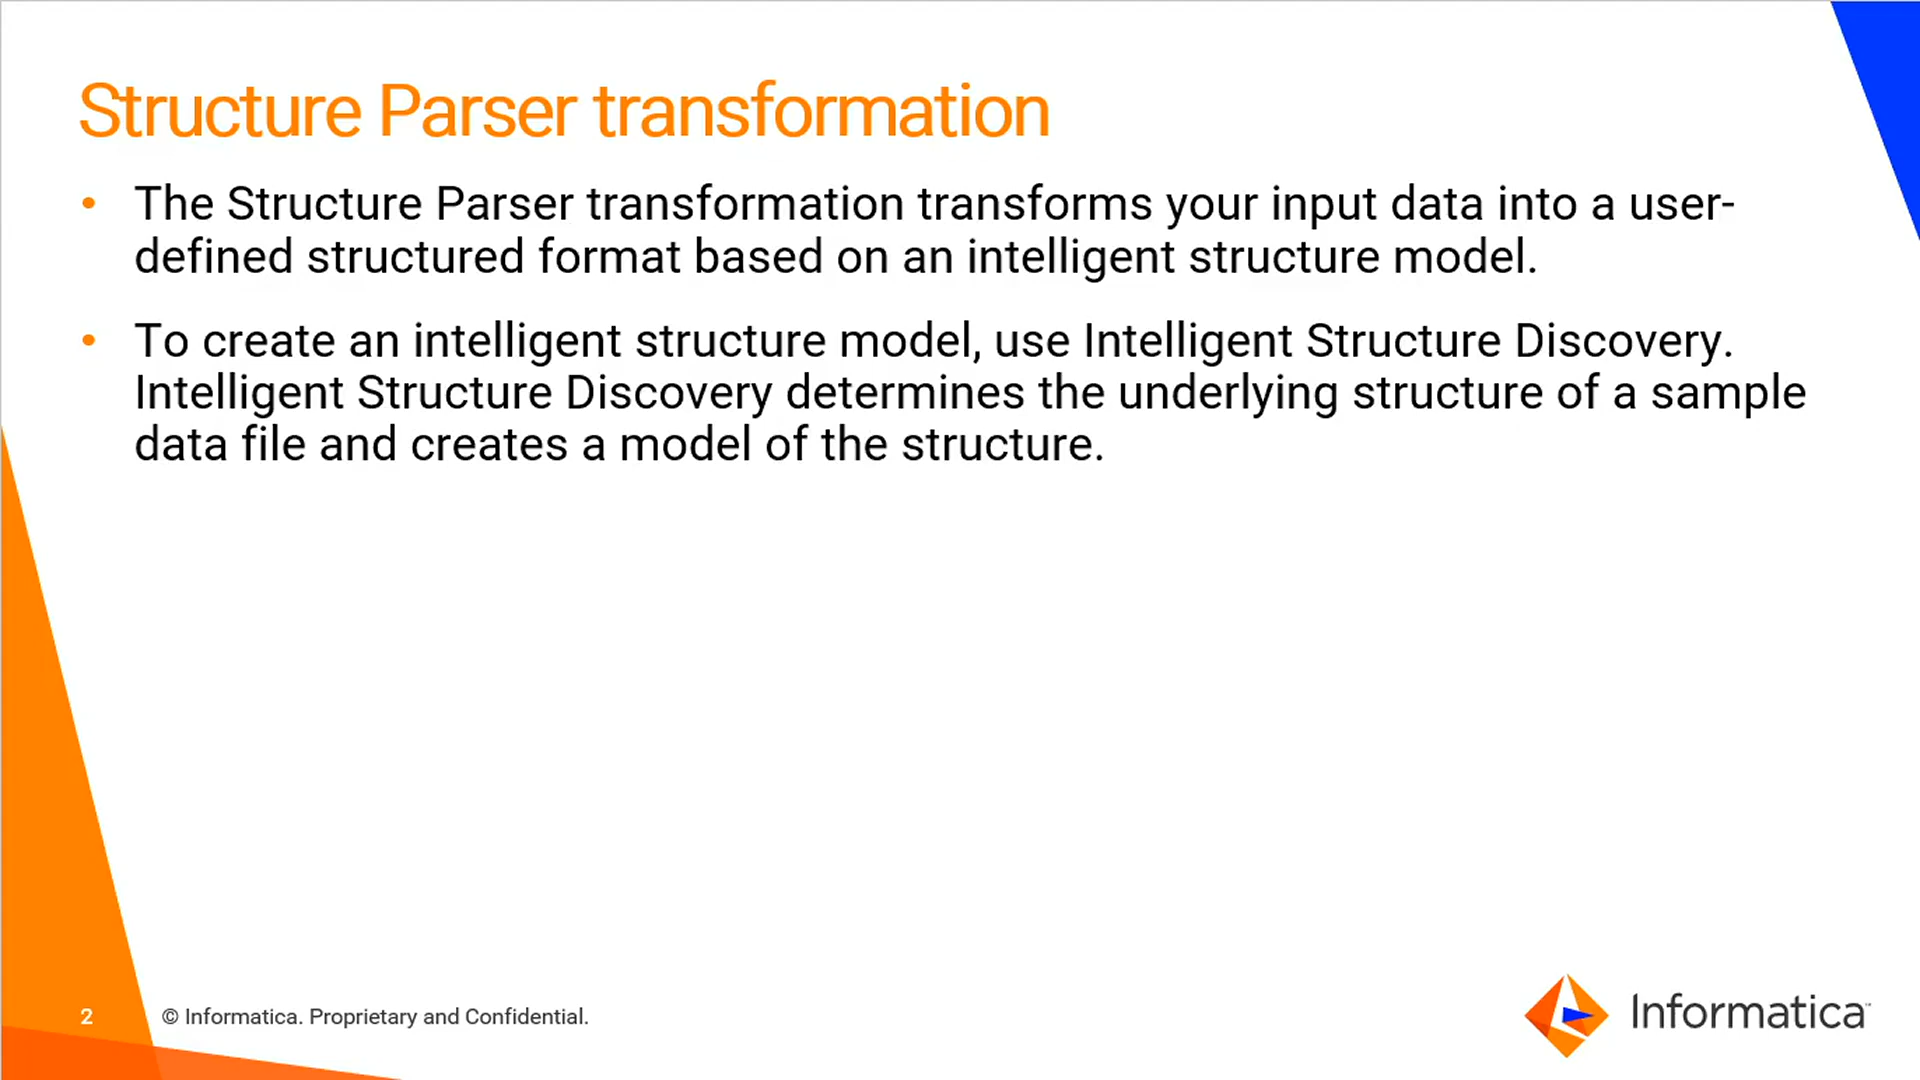 Structure Parser transformation
• The Structure Parser transformation transforms your input data into a user-
defined structured format based on an intelligent structure model.
• To create an intelligent structure model, use Intelligent Structure Discovery.
Intelligent Structure Discovery determines the underlying structure of a sample
data file and creates a model of the structure.
2 © Informatica. Proprietary and Confidential.
Informatica™